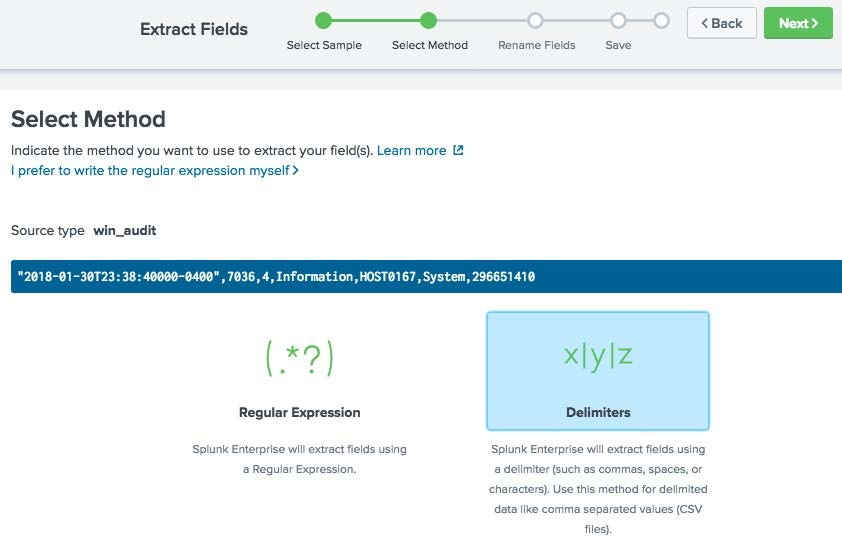 Extract Fields
Select Sample
Select Method
Rename Fields
Save
< Back
Next >
Select Method
Indicate the method you want to use to extract your field(s). Learn more
I prefer to write the regular expression myself >
Source type win_audit
"2018-01-30T23:38:40000-0400",7036,4,Information,HOST0167,System,296651410
(.*?)
x|y|z
Regular Expression
Delimiters
Splunk Enterprise will extract fields using
a Regular Expression.
Splunk Enterprise will extract fields using
a delimiter (such as commas, spaces, or
characters). Use this method for delimited
data like comma separated values (CSV
files).